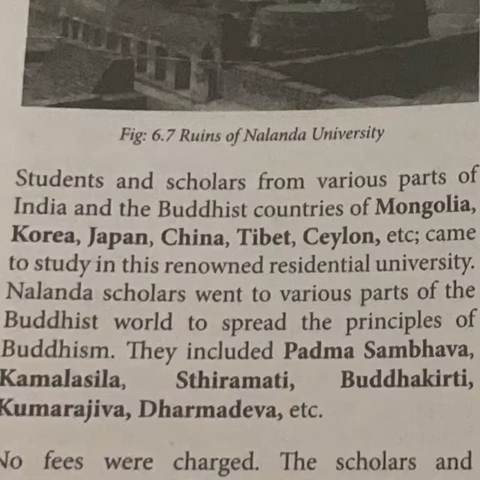 Fig: 6.7 Ruins of Nalanda University
Students and scholars from various parts of
India and the Buddhist countries of Mongolia,
Korea, Japan, China, Tibet, Ceylon, etc; came
to study in this renowned residential university.
Nalanda scholars went to various parts of the
Buddhist world to spread the principles of
Buddhism. They included Padma Sambhava,
Kamalasila, Sthiramati, Buddhakirti,
Kumarajiva, Dharmadeva, etc.
No fees were charged. The scholars and